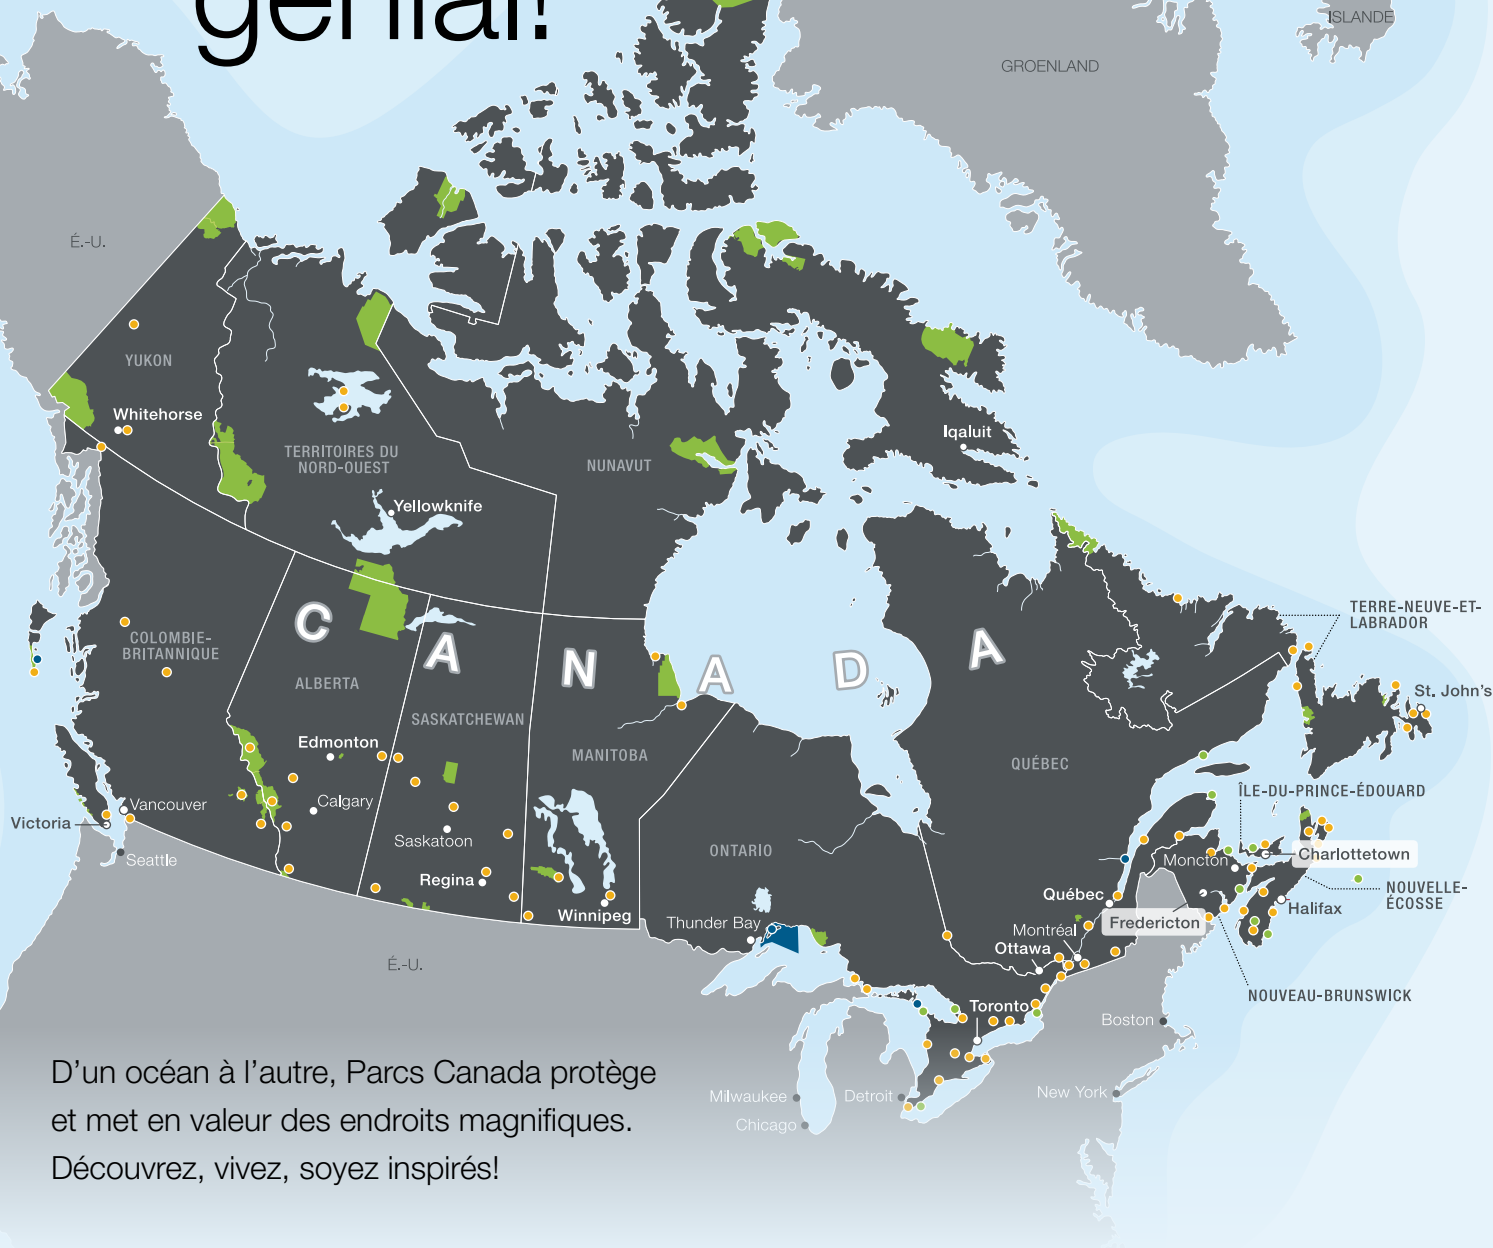 génial!
ISLANDE
GROENLAND
É.-U.
YUKON
Whitehorse
TERRITOIRES DU
NORD-OUEST
NUNAVUT
Iqaluit
Yellowknife
C A N A D A
TERRE-NEUVE-ET-
LABRADOR
COLOMBIE-
BRITANNIQUE
ALBERTA
SASKATCHEWAN
St. John's
Edmonton
MANITOBA
QUÉBEC
ÎLE-DU-PRINCE-ÉDOUARD
Vancouver
Calgary
Victoria
Saskatoon
ONTARIO
Seattle
Moncton
Charlottetown
Regina
Québec
NOUVELLE-
ÉCOSSE
Winnipeg
Thunder Bay
Halifax
Fredericton
Montréal
Ottawa
É.-U.
NOUVEAU-BRUNSWICK
Toronto
Boston
Milwaukee
Detroit
New York
Chicago
D'un océan à l'autre, Parcs Canada protège
et met en valeur des endroits magnifiques.
Découvrez, vivez, soyez inspirés!